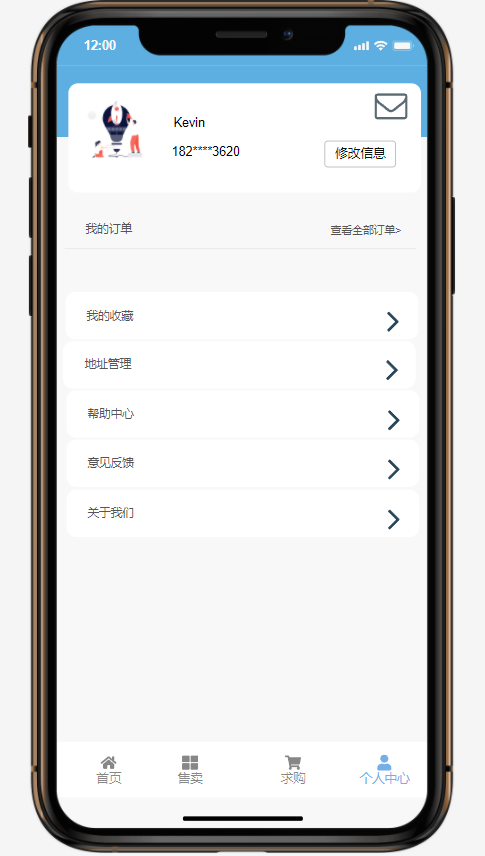 12:00
Kevin
182****3620
修改信息
我的订单
查看全部订单>
我的收藏
地址管理
帮助中心
意见反馈
关于我们
首页
售卖
求购
个人中心